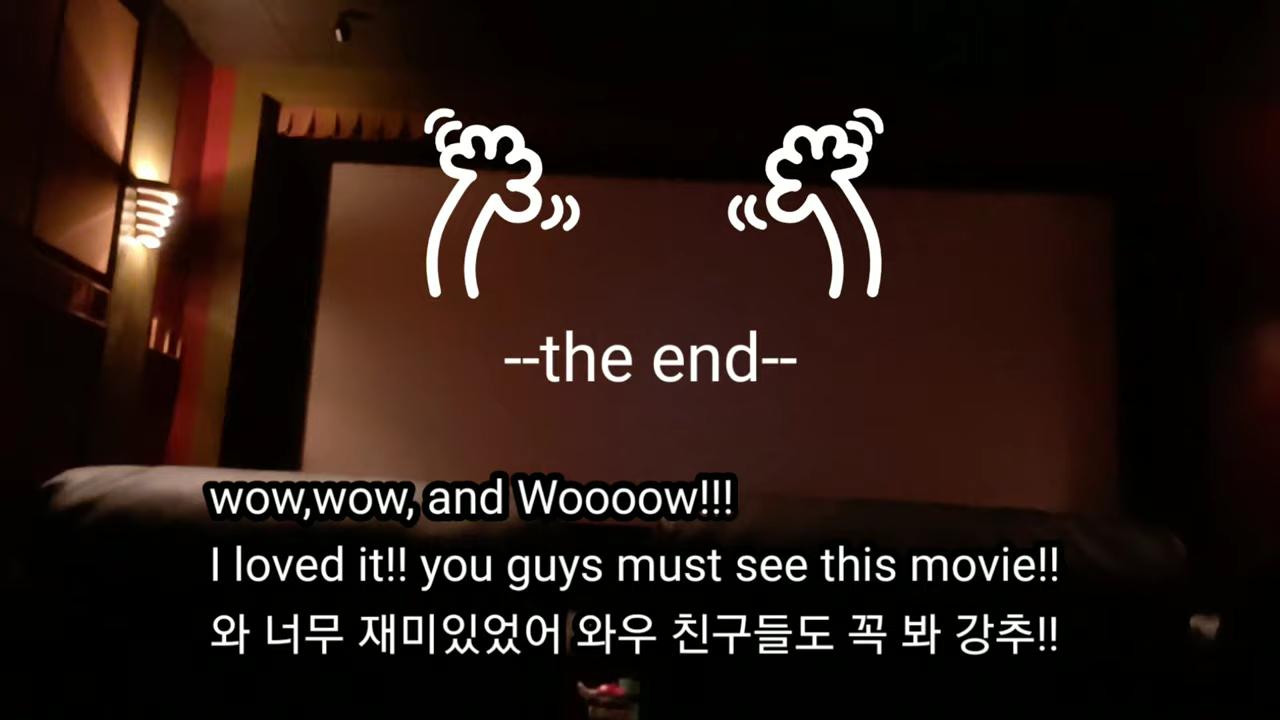 --the end--
wow,wow, and Woooow!!!
I loved it!! you guys must see this movie!!
와 너무 재미있었어 와우 친구들도 꼭 봐 강추!!